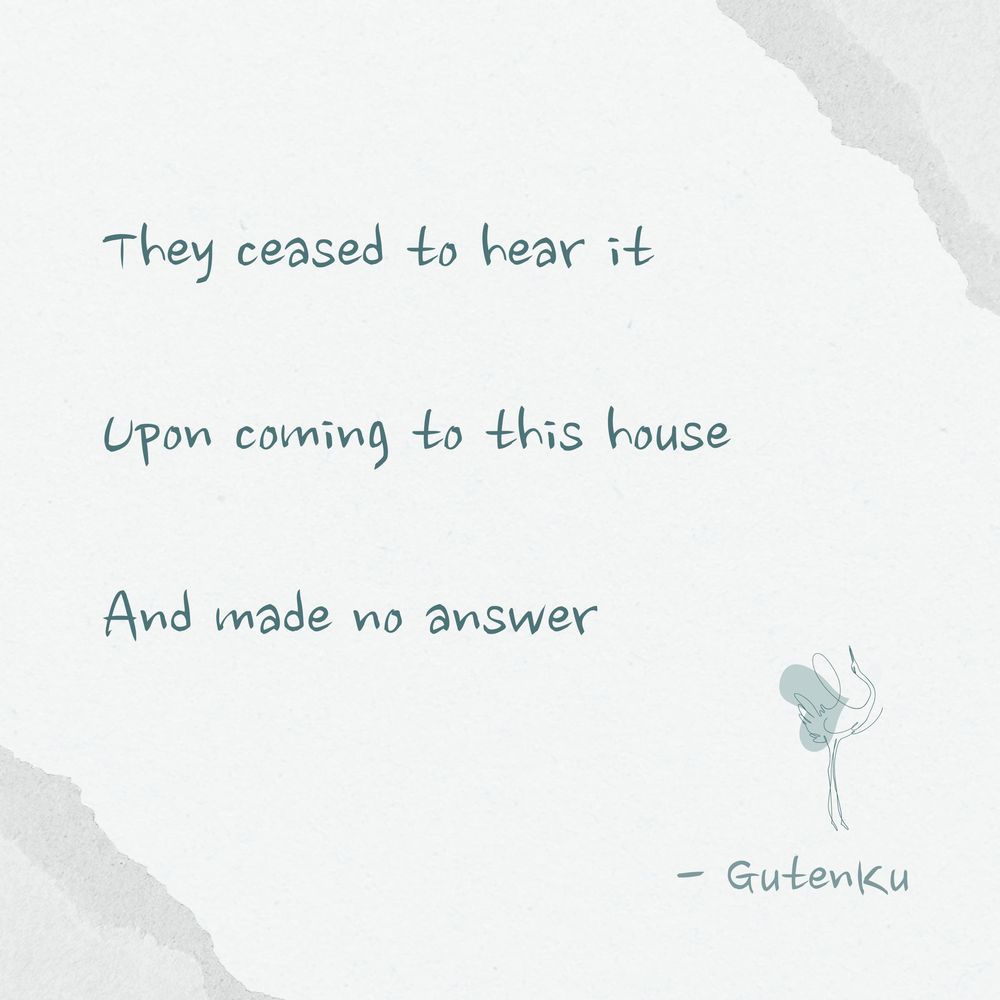 They ceased to hear it
Upon coming to this house
And made no answer
- GutenKu